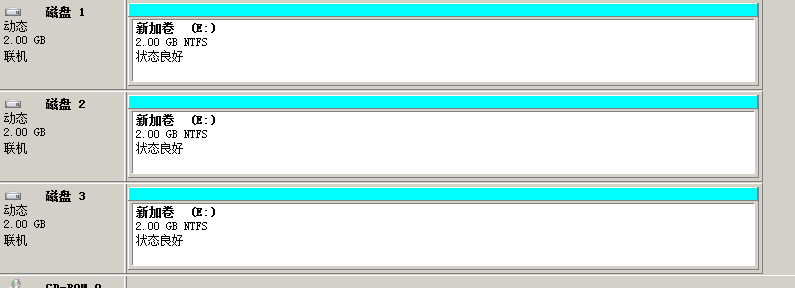 磁盘 1
动态
2.00 GB
联机
新加卷 (E:)
2.00 GB NTFS
状态良好
磁盘 2
动态
2.00 GB
联机
新加卷 (E:)
2.00 GB NTFS
状态良好
磁盘 3
动态
2.00 GB
联机
新加卷 (E:)
2.00 GB NTFS
状态良好
CD-ROM 0